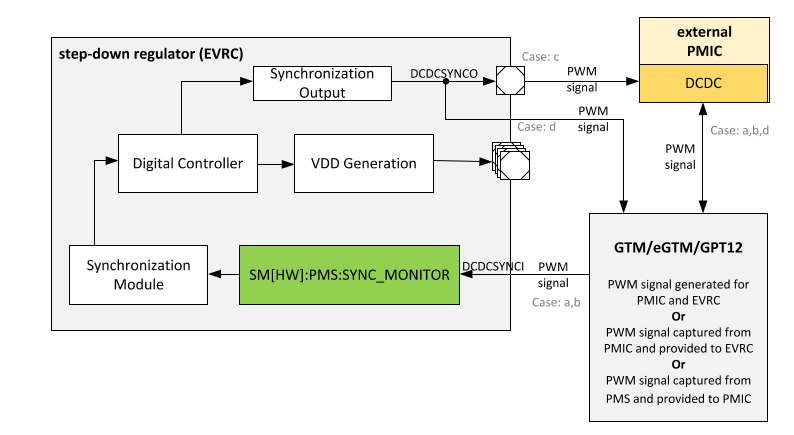 external
PMIC
step-down regulator (EVRC)
Case: c
Synchronization
Output
DCDCSYNCO
PWM
signal
DCDC
PWM
signal
Case: d
Case: a,b,d
PWM
signal
Digital Controller
VDD Generation
GTM/eGTM/GPT12
Synchronization
Module
SM[HW]:PMS:SYNC_MONITOR
DCDCSYNCI
PWM
signal
Case: a,b
PWM signal generated for
PMIC and EVRC
Or
PWM signal captured from
PMIC and provided to EVRC
Or
PWM signal captured from
PMS and provided to PMIC